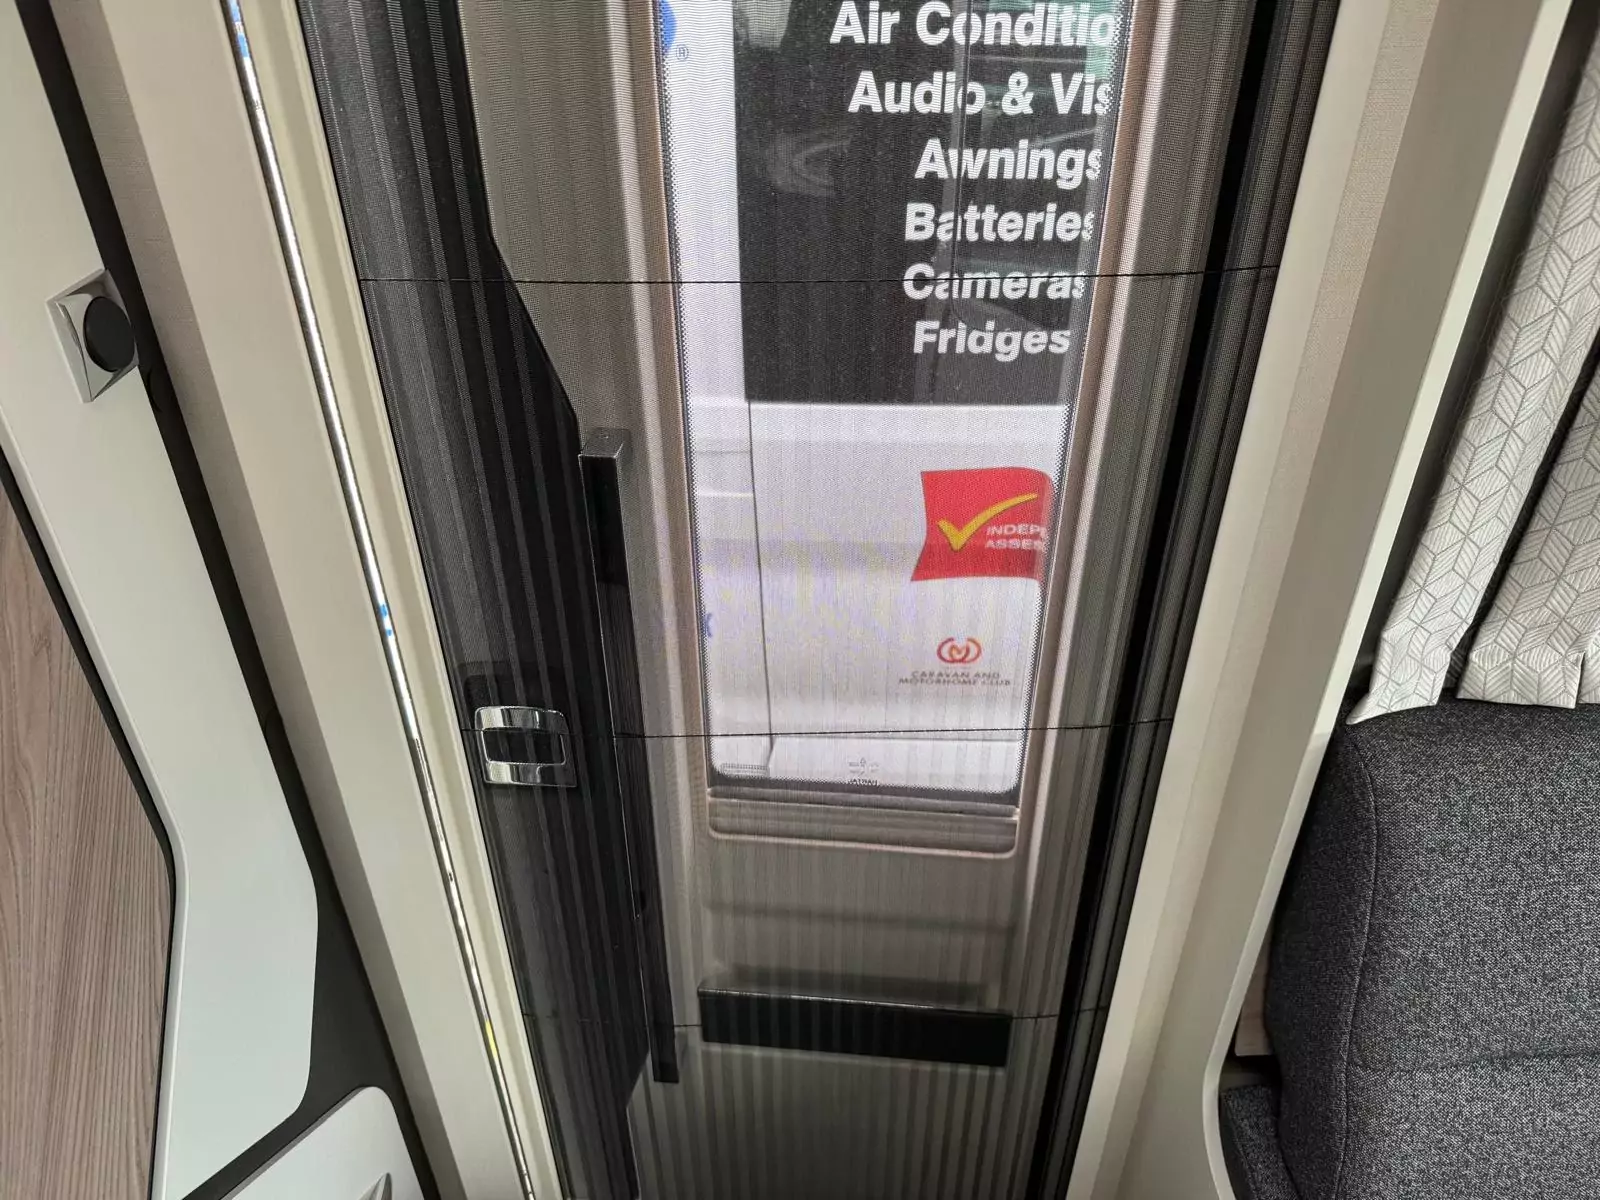 ®
Air Conditio
Audio & Vis
Awnings
Batteries
Cameras
Fridges
INDEP
ASSES
CARAVAN AND
MOTORHOME CLUB